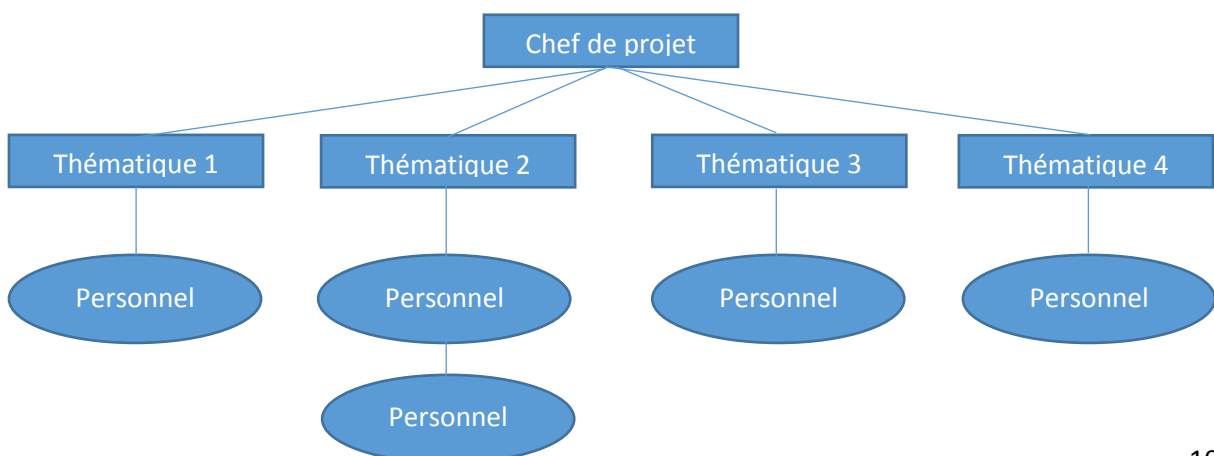 Chef de projet
Thématique 1
Thématique 2
Thématique 3
Thématique 4
Personnel
Personnel
Personnel
Personnel
Personnel